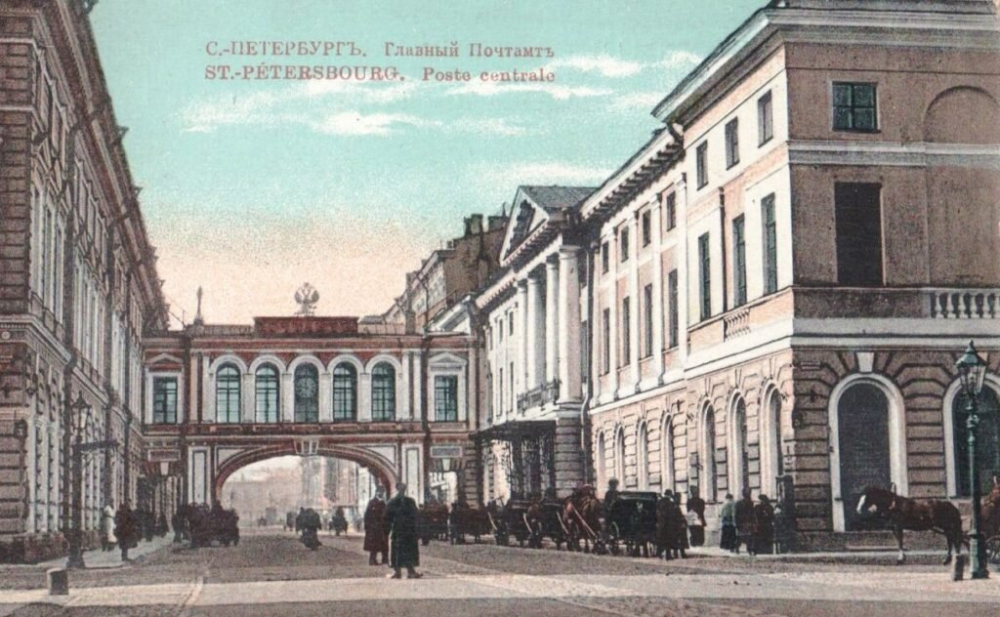 С.-ПЕТЕРБУРГЪ. Главный Почтамтъ
ST.-PÉTERSBOURG. Poste centrale